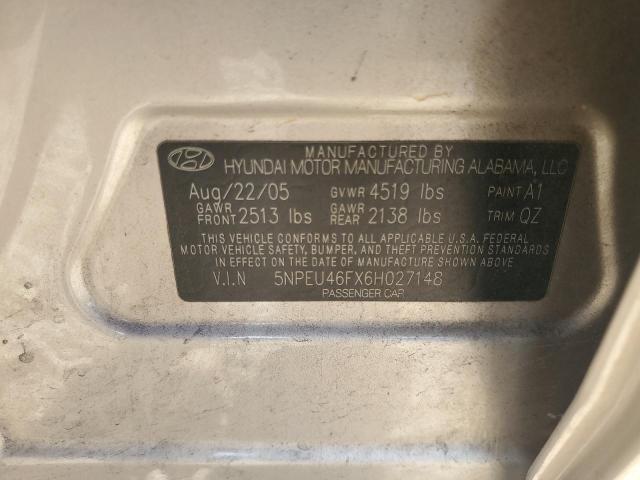 MANUFACTURED BY
HYUNDAI MOTOR MANUFACTURING ALABAMA, LLC
Aug/22/05 GVWR 4519 lbs PAINT A1
GAWR FRONT 2513 lbs GAWR REAR 2138 lbs TRIM QZ
THIS VEHICLE CONFORMS TO ALL APPLICABLE U.S.A. FEDERAL
MOTOR VEHICLE SAFETY, BUMPER, AND THEFT PREVENTION STANDARDS
IN EFFECT ON THE DATE OF MANUFACTURE SHOWN ABOVE.
V.I.N 5NPEU46FX6H027148
PASSENGER CAR